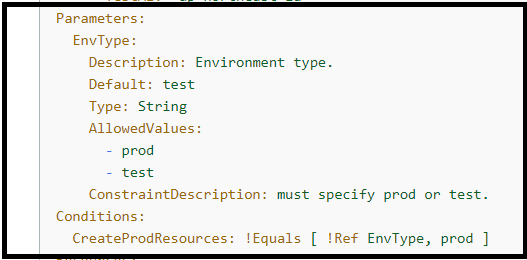 Parameters:
EnvType:
Description: Environment type.
Default: test
Type: String
AllowedValues:
- prod
- test
ConstraintDescription: must specify prod or test.
Conditions:
CreateProdResources: !Equals [ !Ref EnvType, prod ]